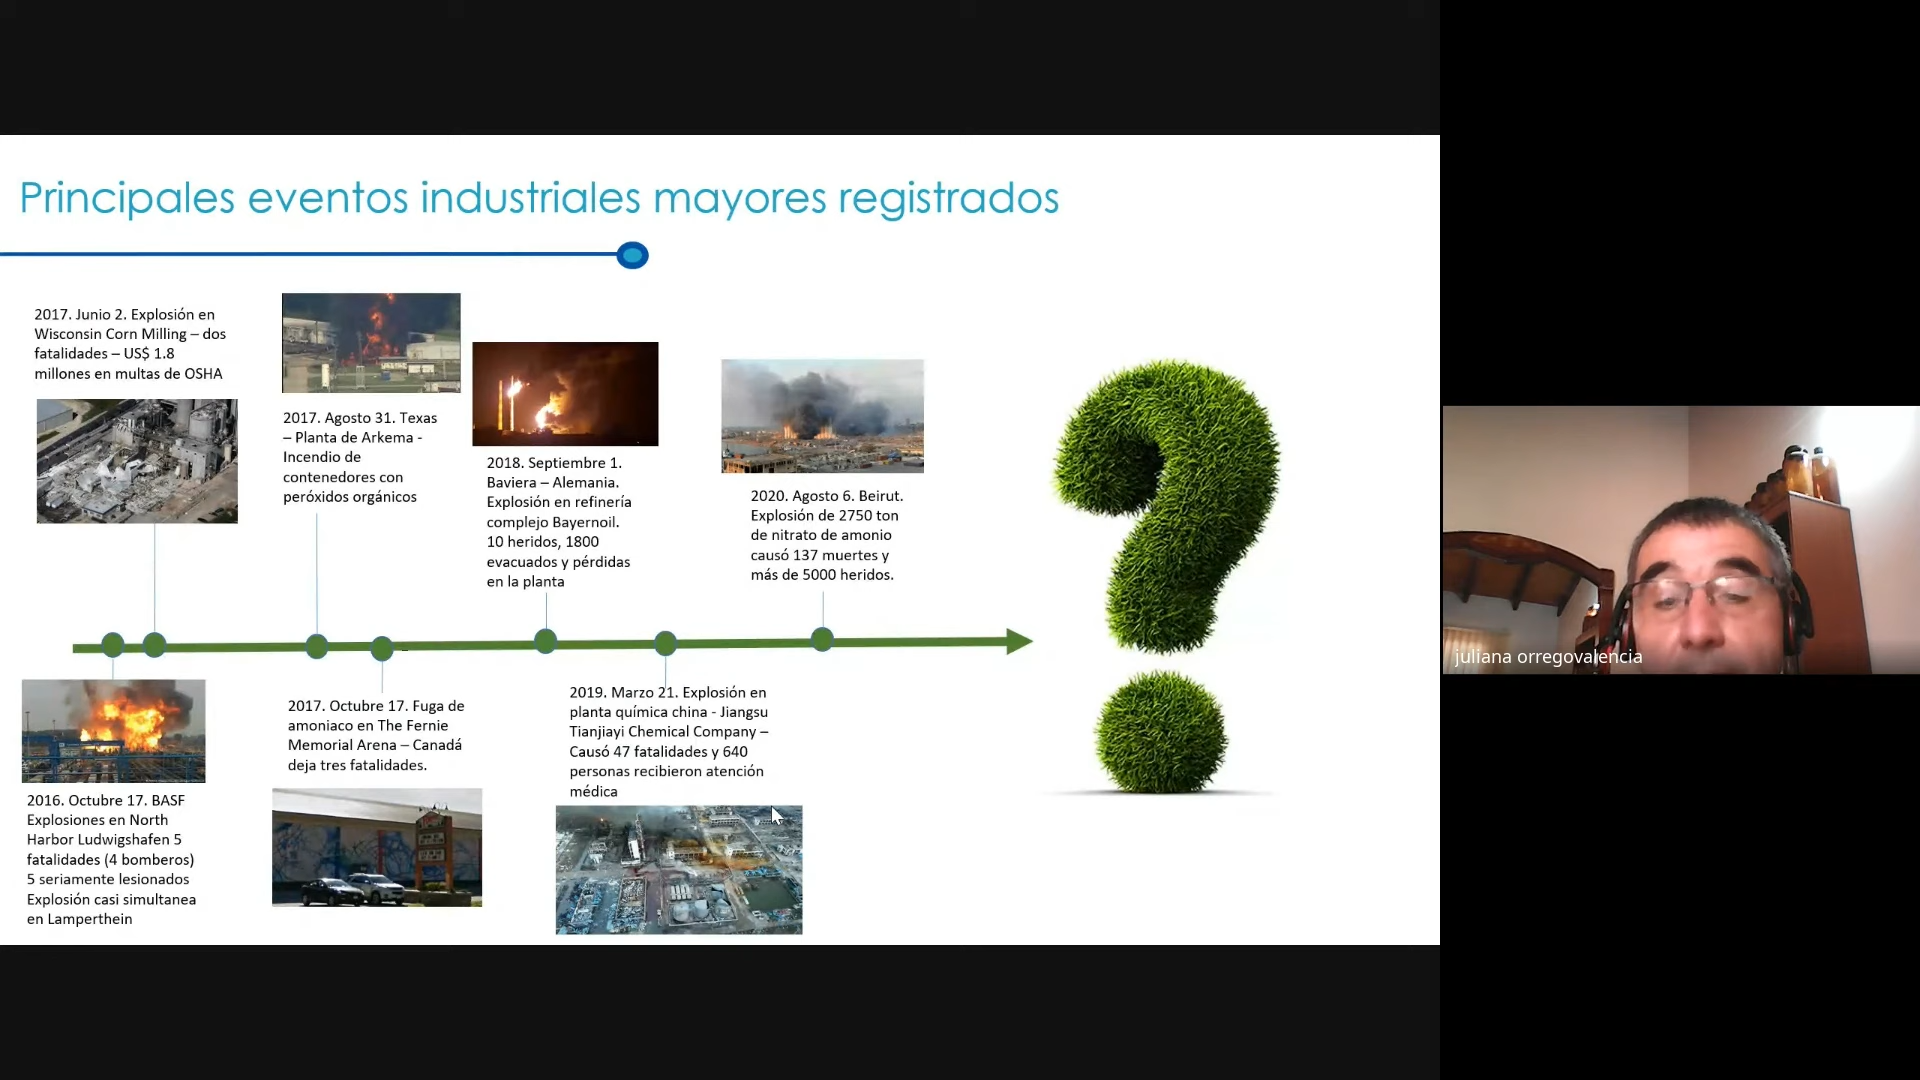 Principales eventos industriales mayores registrados
2017. Junio 2. Explosión en
Wisconsin Corn Milling – dos
fatalidades – US$ 1.8
millones en multas de OSHA
2017. Agosto 31. Texas
– Planta de Arkema -
Incendio de
contenedores con
peróxidos orgánicos
2018. Septiembre 1.
Baviera – Alemania.
Explosión en refinería
complejo Bayernoil.
10 heridos, 1800
evacuados y pérdidas
en la planta
2020. Agosto 6. Beirut.
Explosión de 2750 ton
de nitrato de amonio
causó 137 muertes y
más de 5000 heridos.
2016. Octubre 17. BASF
Explosiones en North
Harbor Ludwigshafen 5
fatalidades (4 bomberos)
5 seriamente lesionados
Explosión casi simultanea
en Lamperthein
2017. Octubre 17. Fuga de
amoniaco en The Fernie
Memorial Arena – Canadá
deja tres fatalidades.
2019. Marzo 21. Explosión en
planta química china - Jiangsu
Tianjiayi Chemical Company –
Causó 47 fatalidades y 640
personas recibieron atención
médica
juliana orregovalencia